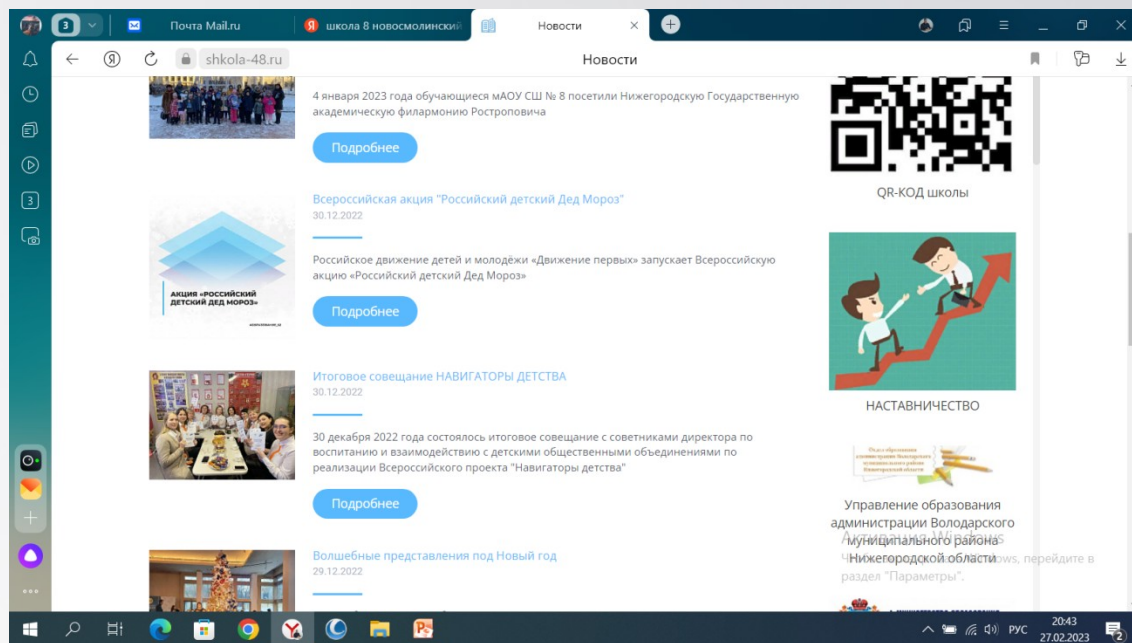 3
Почта Mail.ru
Я школа 8 новосмолинский
Новости
Я
shkola-48.ru
Новости
4 января 2023 года обучающиеся мАОУ СШ № 8 посетили Нижегородскую Государственную
академическую филармонию Ростроповича
Подробнее
Всероссийская акция "Российский детский Дед Мороз"
30.12.2022
Российское движение детей и молодёжи «Движение первых» запускает Всероссийскую
акцию «Российский детский Дед Мороз»
Подробнее
АКЦИЯ «РОССИЙСКИЙ
ДЕТСКИЙ ДЕД МОРОЗ»
Итоговое совещание НАВИГАТОРЫ ДЕТСТВА
30.12.2022
30 декабря 2022 года состоялось итоговое совещание с советниками директора по
воспитанию и взаимодействию с детскими общественными объединениями по
реализации Всероссийского проекта "Навигаторы детства"
Подробнее
Волшебные представления под Новый год
29.12.2022
QR-КОД школы
НАСТАВНИЧЕСТВО
Управление образования
администрации Володарского
муниципального района
Нижегородской области
Активация Windows
Windows, перейдите в
раздел "Параметры".
3
РУС
20:43
27.02.2023
2